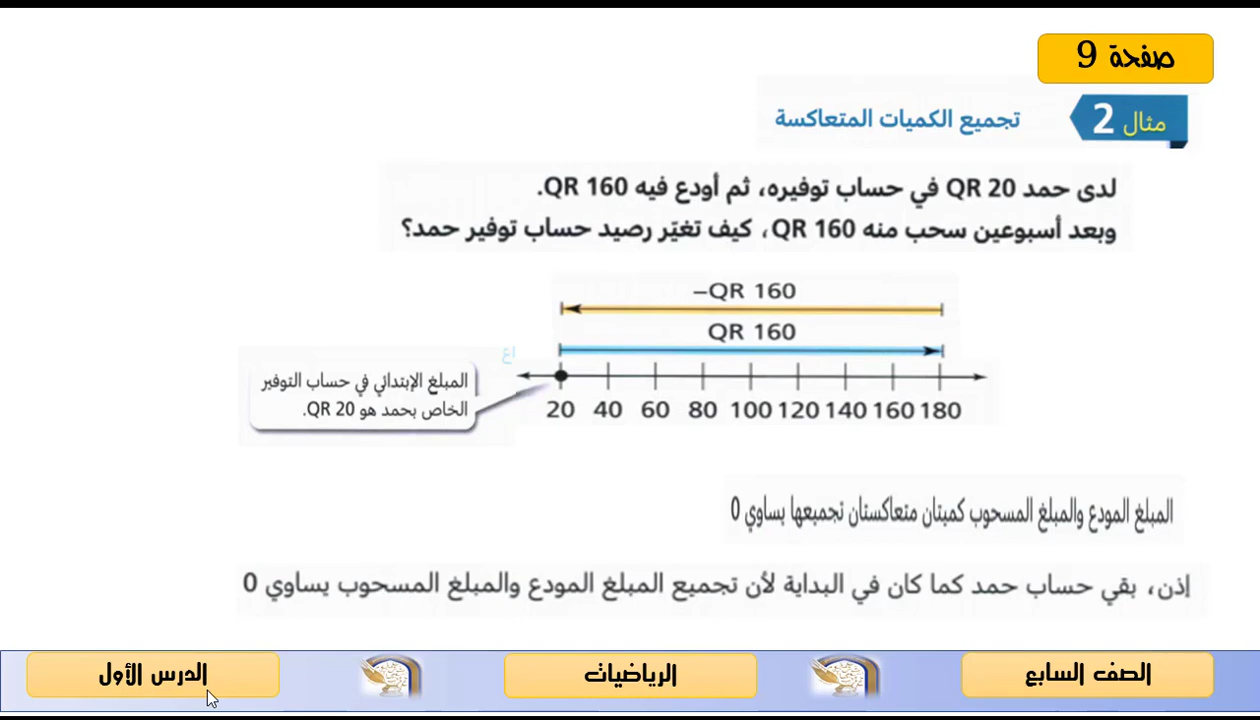 صفحة 9
مثال 2 تجميع الكميات المتعاكسة
لدى حمد QR 20 في حساب توفيره، ثم أودع فيه QR 160.
وبعد أسبوعين سحب منه QR 160، كيف تغيّر رصيد حساب توفير حمد؟
–QR 160
QR 160
اع
المبلغ الإبتدائي في حساب التوفير
الخاص بحمد هو QR 20.
20 40 60 80 100 120 140 160 180
المبلغ المودع والمبلغ المسحوب كميتان متعاكستان تجميعها يساوي 0
إذن، بقي حساب حمد كما كان في البداية لأن تجميع المبلغ المودع والمبلغ المسحوب يساوي 0
الصف السابع
الرياضيات
الدرس الأول